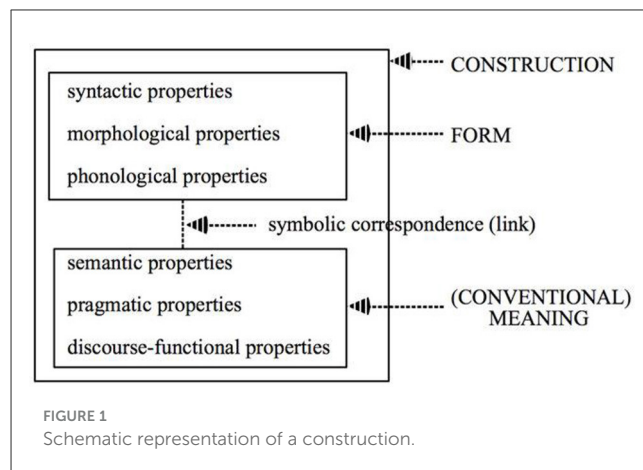 CONSTRUCTION
syntactic properties
morphological properties
FORM
phonological properties
symbolic correspondence (link)
semantic properties
pragmatic properties
(CONVENTIONAL)
MEANING
discourse-functional properties
FIGURE 1
Schematic representation of a construction.